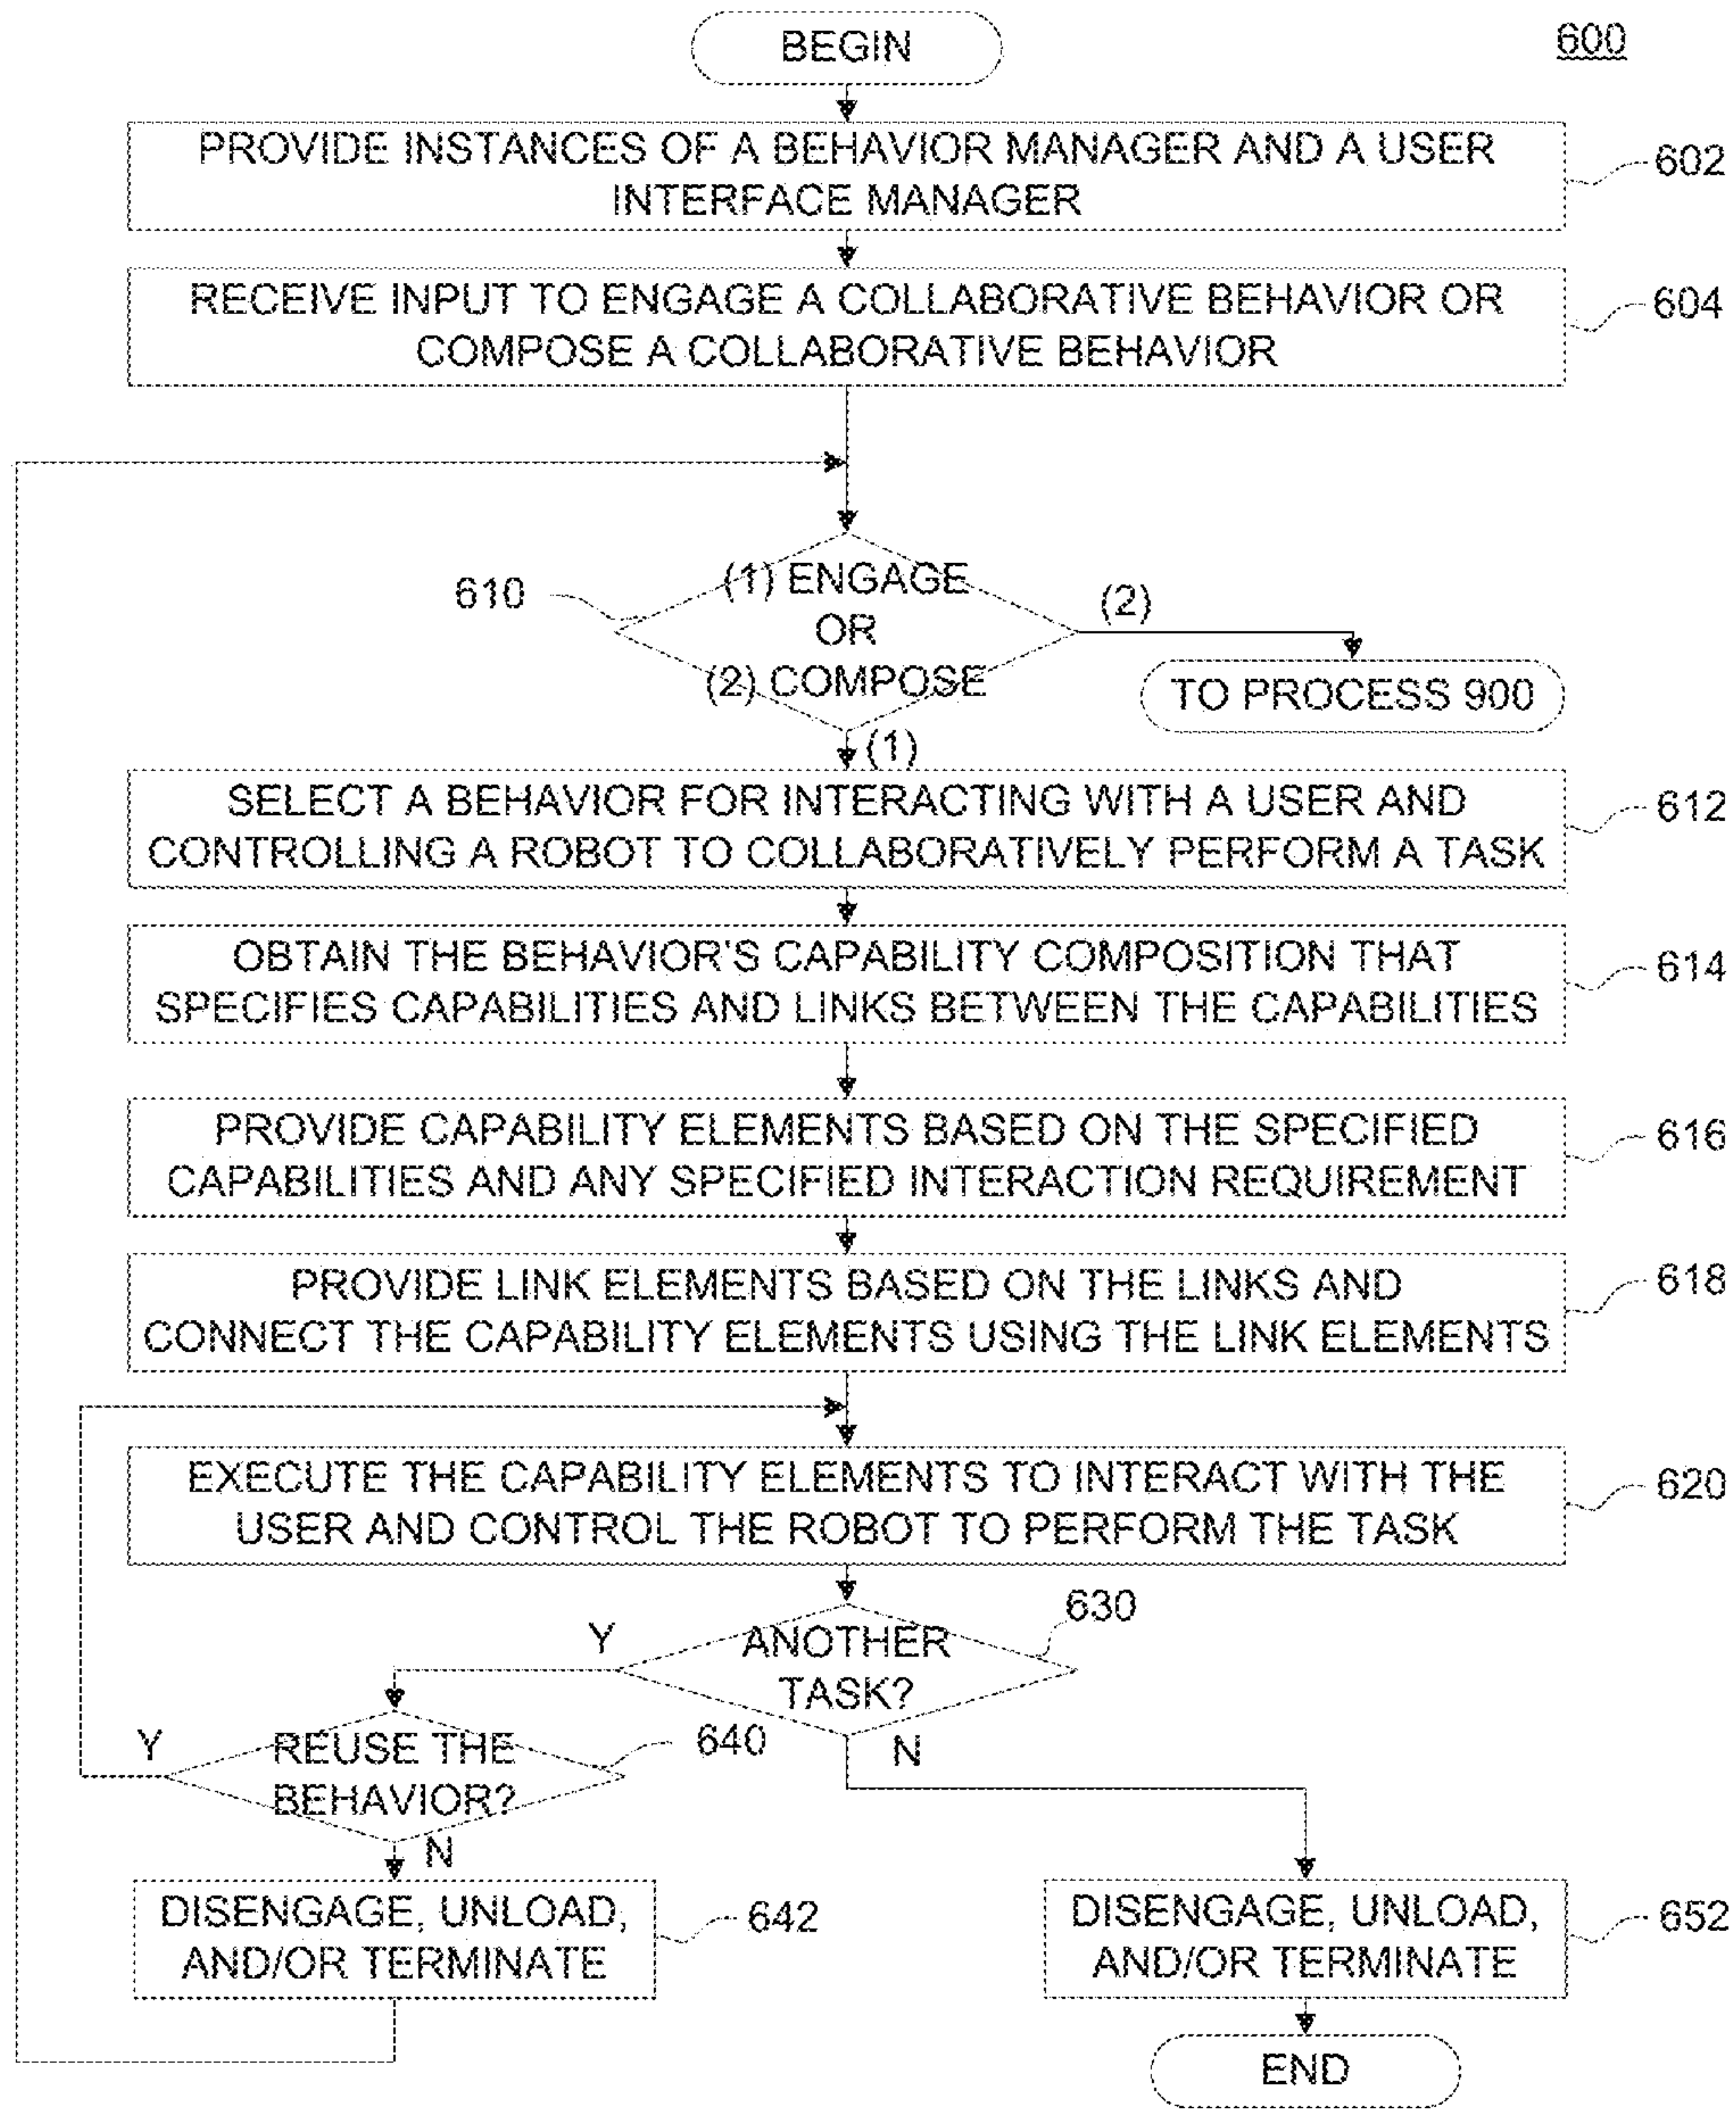 BEGIN
600
PROVIDE INSTANCES OF A BEHAVIOR MANAGER AND A USER
INTERFACE MANAGER
602
RECEIVE INPUT TO ENGAGE A COLLABORATIVE BEHAVIOR OR
COMPOSE A COLLABORATIVE BEHAVIOR
604
610
(1) ENGAGE
OR
(2) COMPOSE
(2)
TO PROCESS 900
(1)
SELECT A BEHAVIOR FOR INTERACTING WITH A USER AND
CONTROLLING A ROBOT TO COLLABORATIVELY PERFORM A TASK
612
OBTAIN THE BEHAVIOR'S CAPABILITY COMPOSITION THAT
SPECIFIES CAPABILITIES AND LINKS BETWEEN THE CAPABILITIES
614
PROVIDE CAPABILITY ELEMENTS BASED ON THE SPECIFIED
CAPABILITIES AND ANY SPECIFIED INTERACTION REQUIREMENT
616
PROVIDE LINK ELEMENTS BASED ON THE LINKS AND
CONNECT THE CAPABILITY ELEMENTS USING THE LINK ELEMENTS
618
EXECUTE THE CAPABILITY ELEMENTS TO INTERACT WITH THE
USER AND CONTROL THE ROBOT TO PERFORM THE TASK
620
630
Y
ANOTHER
TASK?
N
Y
REUSE THE
BEHAVIOR?
640
N
DISENGAGE, UNLOAD,
AND/OR TERMINATE
642
DISENGAGE, UNLOAD,
AND/OR TERMINATE
652
END